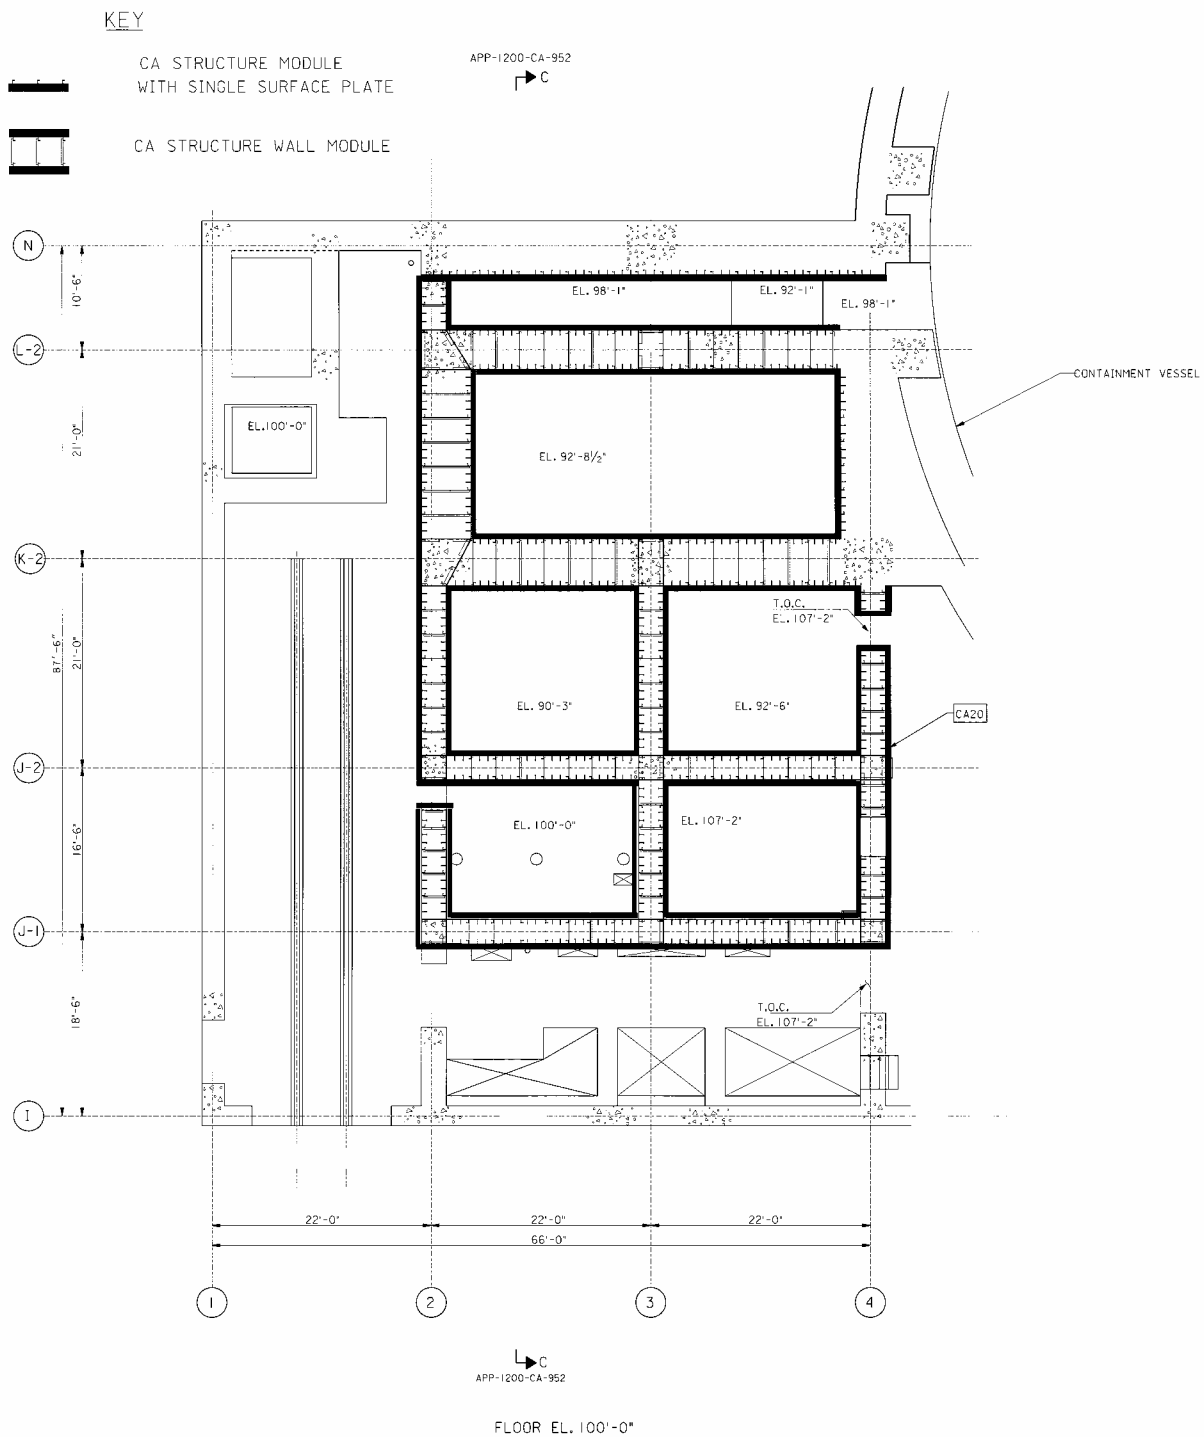 KEY
CA STRUCTURE MODULE
WITH SINGLE SURFACE PLATE
CA STRUCTURE WALL MODULE
APP-1200-CA-952
C
N
10'-6"
EL. 98'-1"
EL. 92'-1"
EL. 98'-1"
L-2
CONTAINMENT VESSEL
21'-0"
EL.100'-0"
EL. 92'-8½"
K-2
T.O.C.
EL.107'-2"
87'-6"
21'-0"
EL. 90'-3"
EL. 92'-6"
CA20
J-2
16'-6"
EL.100'-0"
EL.107'-2"
J-1
18'-6"
T.O.C.
EL.107'-2"
I
22'-0"
22'-0"
22'-0"
66'-0"
1
2
3
4
C
APP-1200-CA-952
FLOOR EL.100'-0"